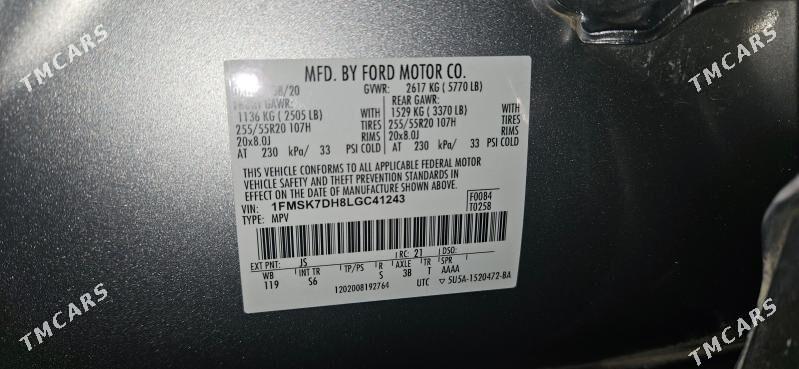 MFD. BY FORD MOTOR CO.
08/20 GVWR: 2617 KG ( 5770 LB)
FRONT GAWR: REAR GAWR:
1136 KG ( 2505 LB) WITH 1529 KG ( 3370 LB) WITH
255/55R20 107H TIRES 255/55R20 107H TIRES
20x8.0J RIMS 20x8.0J RIMS
AT 230 kPa/ 33 PSI COLD AT 230 kPa/ 33 PSI COLD
THIS VEHICLE CONFORMS TO ALL APPLICABLE FEDERAL MOTOR
VEHICLE SAFETY AND THEFT PREVENTION STANDARDS IN
EFFECT ON THE DATE OF MANUFACTURE SHOWN ABOVE.
VIN: 1FMSK7DH8LGC41243 F0084
TYPE: MPV T0258
EXT PNT: JS RC: 21 DSO:
WB INT TR TP/PS R AXLE TR SPR
119 S6 S 3B T AAAA
1202008192764 UTC ▽ 5U5A-1520472-BA
TMCARS
TMCARS
TMCARS
TMCARS
TMCARS